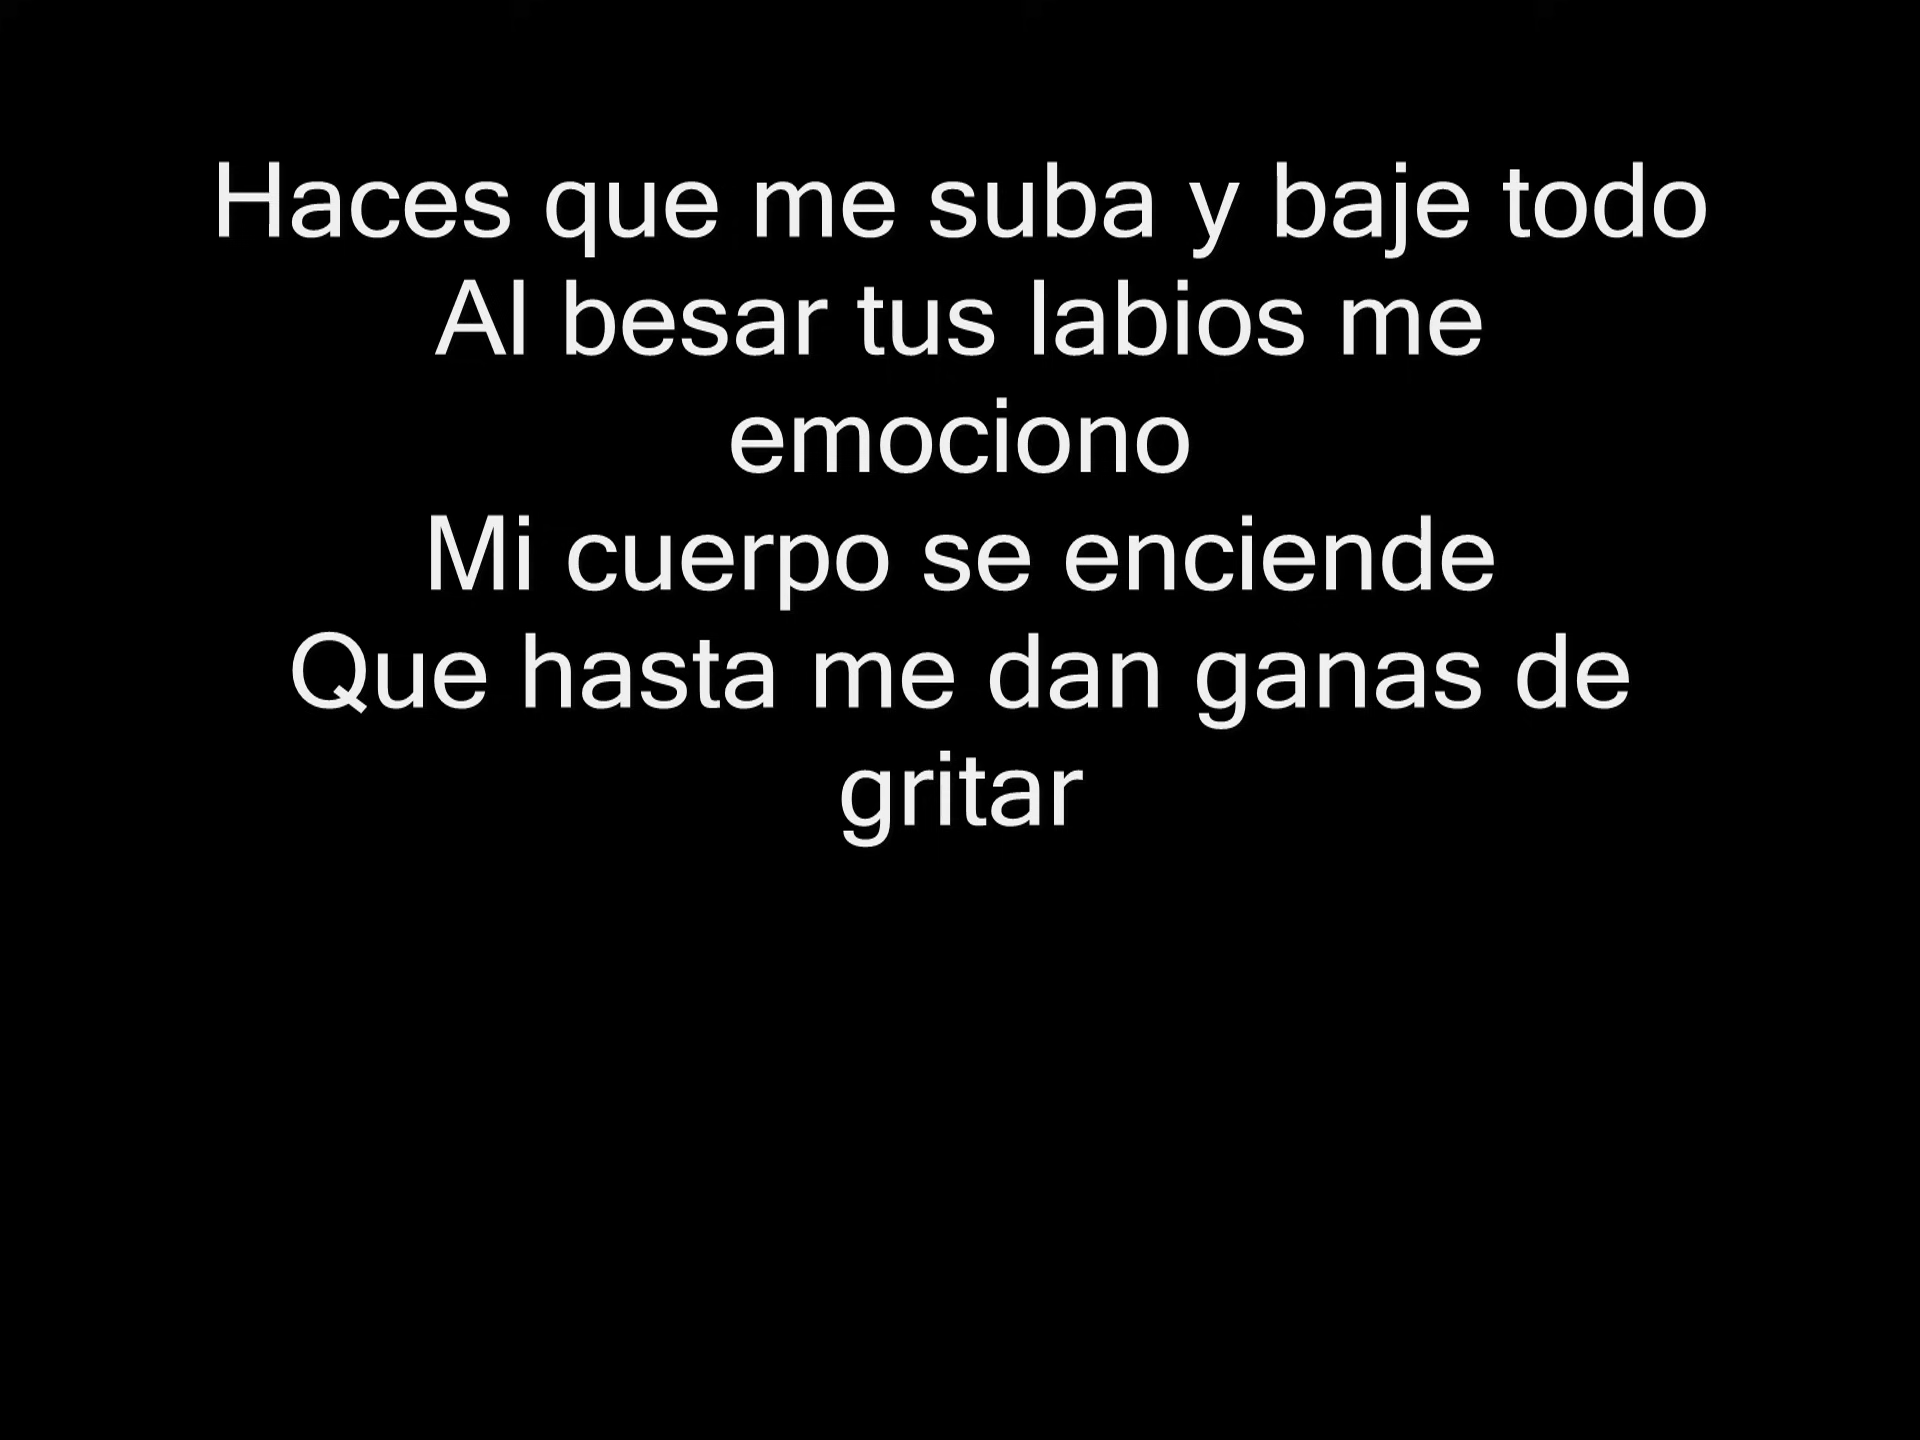 Haces que me suba y baje todo
Al besar tus labios me
emociono
Mi cuerpo se enciende
Que hasta me dan ganas de
gritar